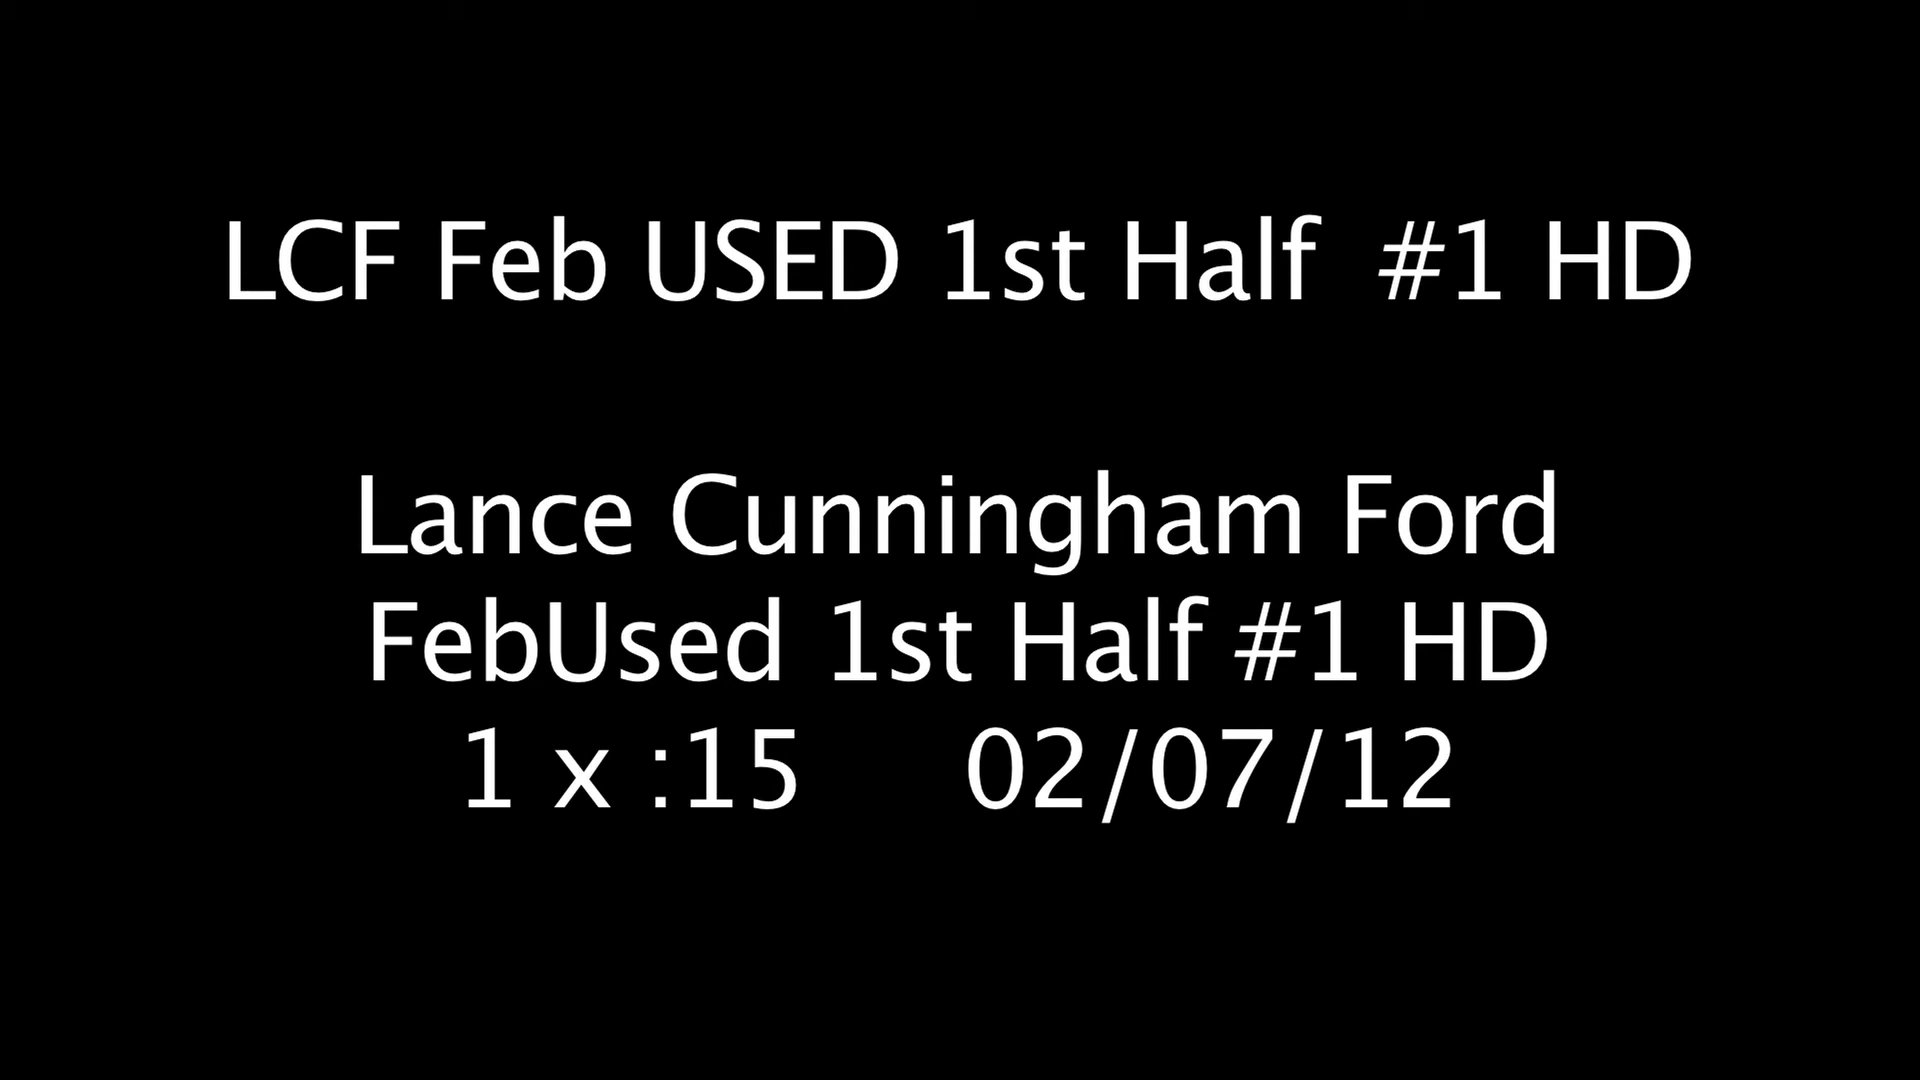 LCF Feb USED 1st Half  #1 HD
Lance Cunningham Ford
FebUsed 1st Half #1 HD
1 x :15    02/07/12